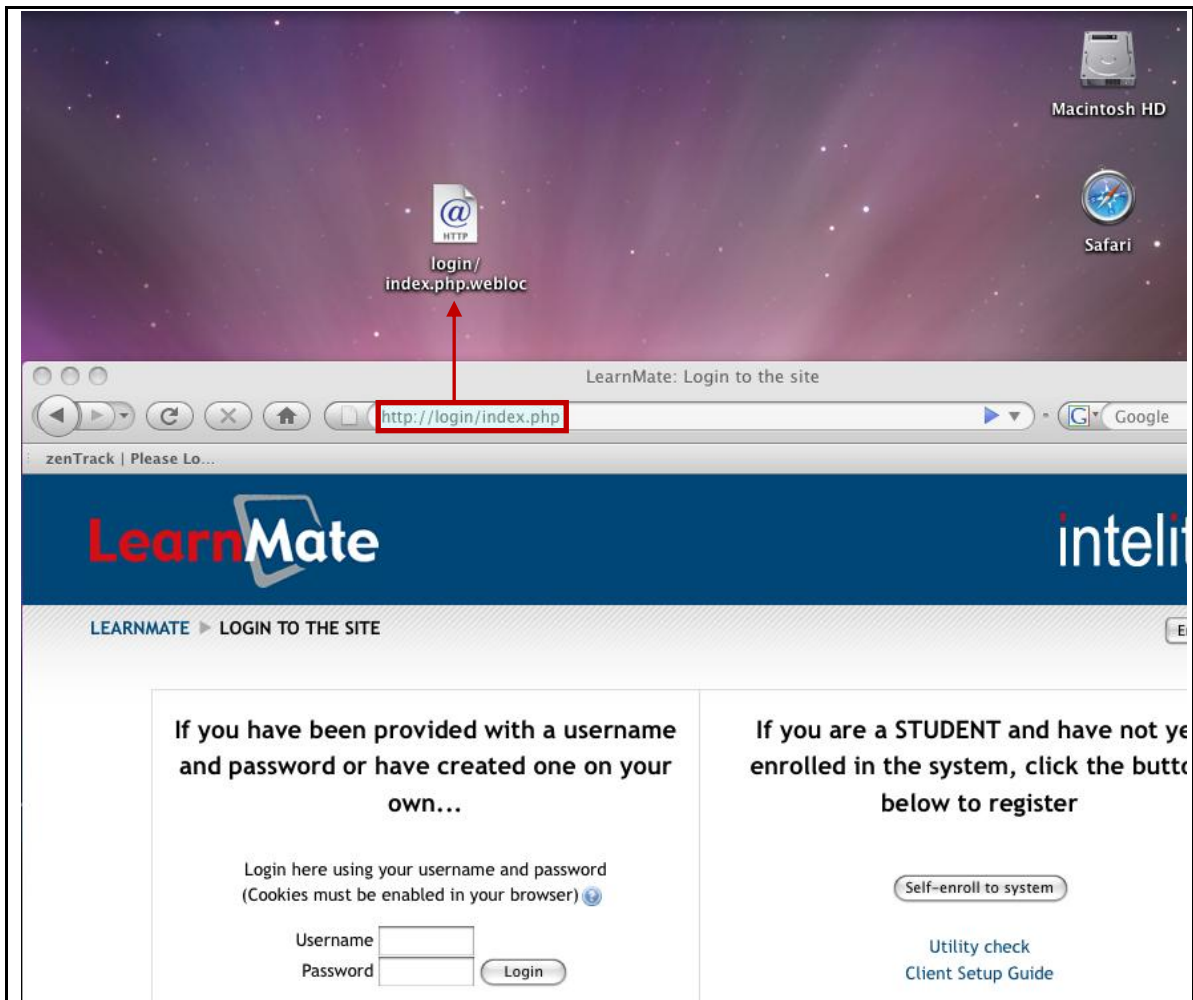 Macintosh HD
@
HTTP
login/
index.php.webloc
Safari
LearnMate: Login to the site
http://login/index.php
G
Google
zenTrack | Please Lo...
LearnMate
intelit
LEARNMATE ▶ LOGIN TO THE SITE
If you have been provided with a username
and password or have created one on your
own...
Login here using your username and password
(Cookies must be enabled in your browser)
Username
Password
Login
If you are a STUDENT and have not ye
enrolled in the system, click the butto
below to register
Self-enroll to system
Utility check
Client Setup Guide